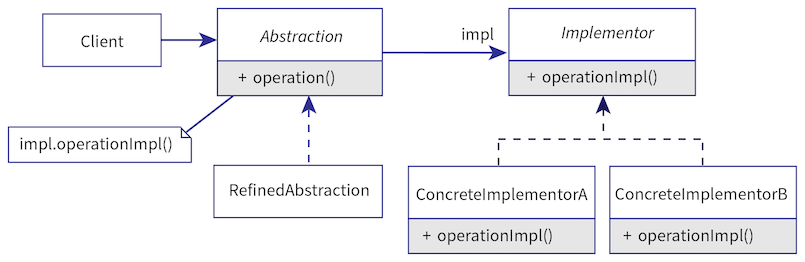 Client
Abstraction
+ operation()
impl
Implementor
+ operationImpl()
impl.operationImpl()
RefinedAbstraction
ConcreteImplementorA
+ operationImpl()
ConcreteImplementorB
+ operationImpl()